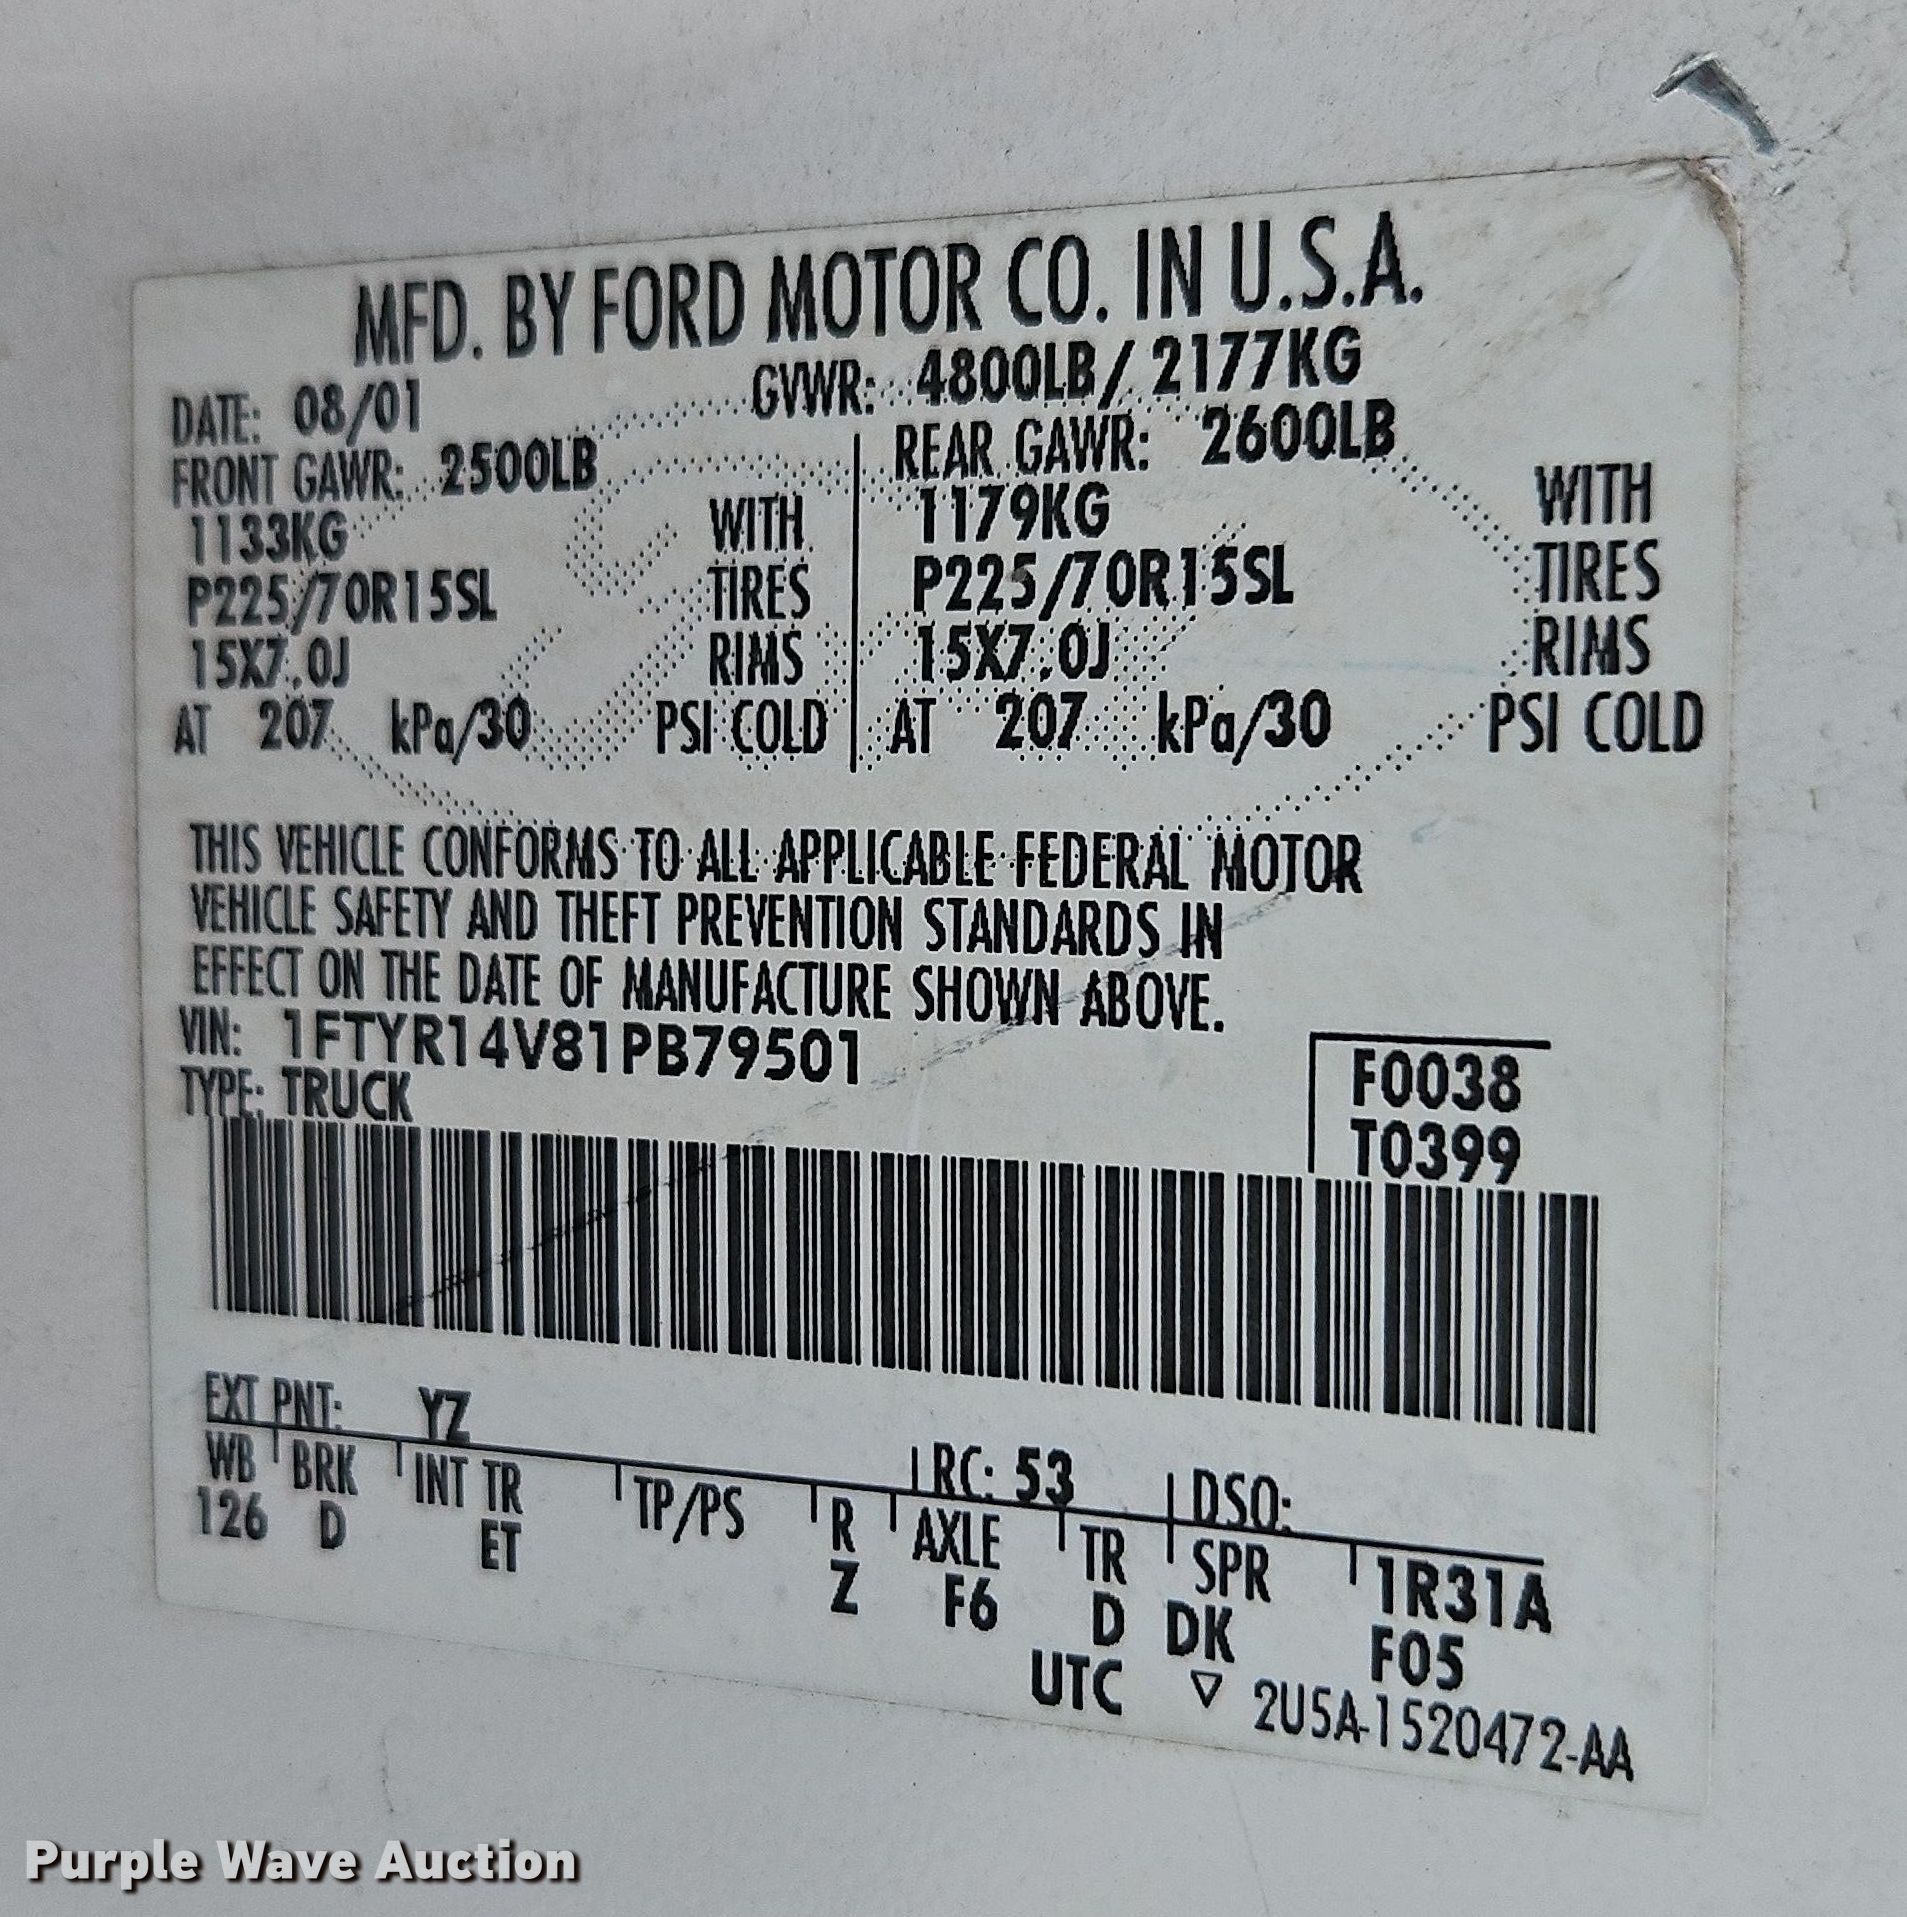 MFD. BY FORD MOTOR CO. IN U.S.A.
DATE: 08/01 GVWR: 4800LB/ 2177KG
FRONT GAWR: 2500LB REAR GAWR: 2600LB
1133KG WITH 1179KG WITH
P225/70R15SL TIRES P225/70R15SL TIRES
15X7.0J RIMS 15X7.0J RIMS
AT 207 kPa/30 PSI COLD AT 207 kPa/30 PSI COLD
THIS VEHICLE CONFORMS TO ALL APPLICABLE FEDERAL MOTOR
VEHICLE SAFETY AND THEFT PREVENTION STANDARDS IN
EFFECT ON THE DATE OF MANUFACTURE SHOWN ABOVE.
VIN: 1FTYR14V81PB79501 F0038
TYPE: TRUCK T0399
EXT PNT: YZ RC: 53 DSO:
WB BRK INT TR TP/PS R AXLE TR SPR 1R31A
126 D ET Z F6 D DK F05
UTC ▽ 2U5A-1520472-AA
Purple Wave Auction